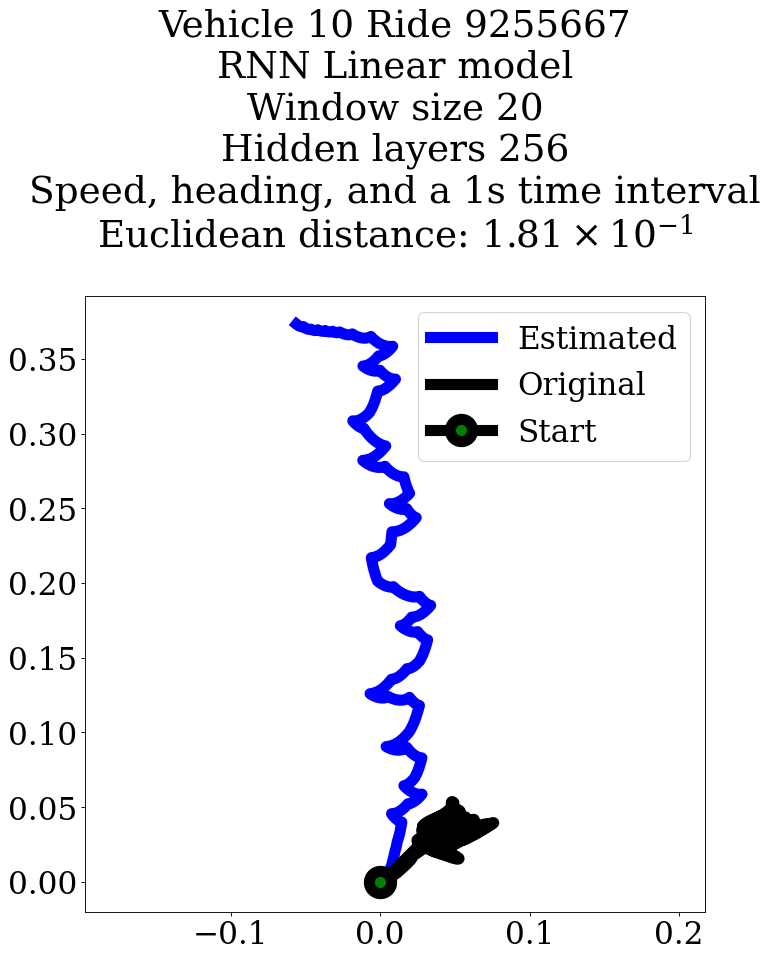 Vehicle 10 Ride 9255667
RNN Linear model
Window size 20
Hidden layers 256
Speed, heading, and a 1s time interval
Euclidean distance: 1.81 × 10⁻¹
Estimated
Original
Start
0.35
0.30
0.25
0.20
0.15
0.10
0.05
0.00
−0.1 0.0 0.1 0.2